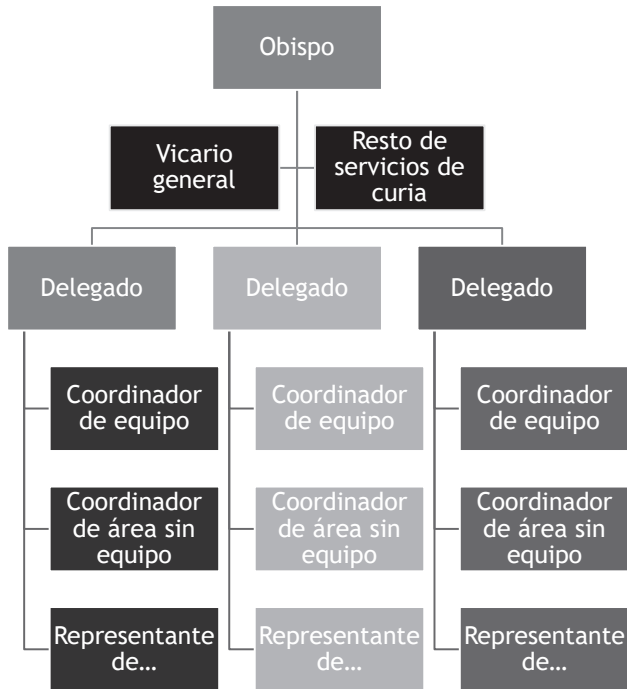 Obispo
Vicario
general
Resto de
servicios de
curia
Delegado
Delegado
Delegado
Coordinador
de equipo
Coordinador
de equipo
Coordinador
de equipo
Coordinador
de área sin
equipo
Coordinador
de área sin
equipo
Coordinador
de área sin
equipo
Representante
de…
Representante
de…
Representante
de…